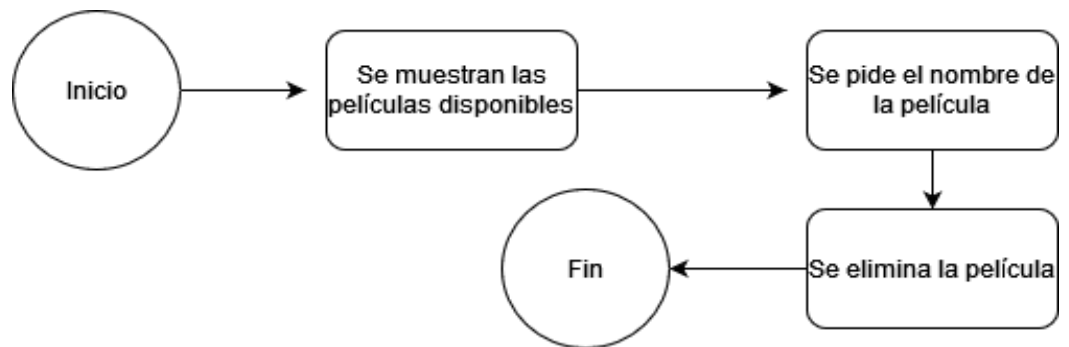 Inicio
Se muestran las
películas disponibles
Se pide el nombre de
la película
Se elimina la película
Fin